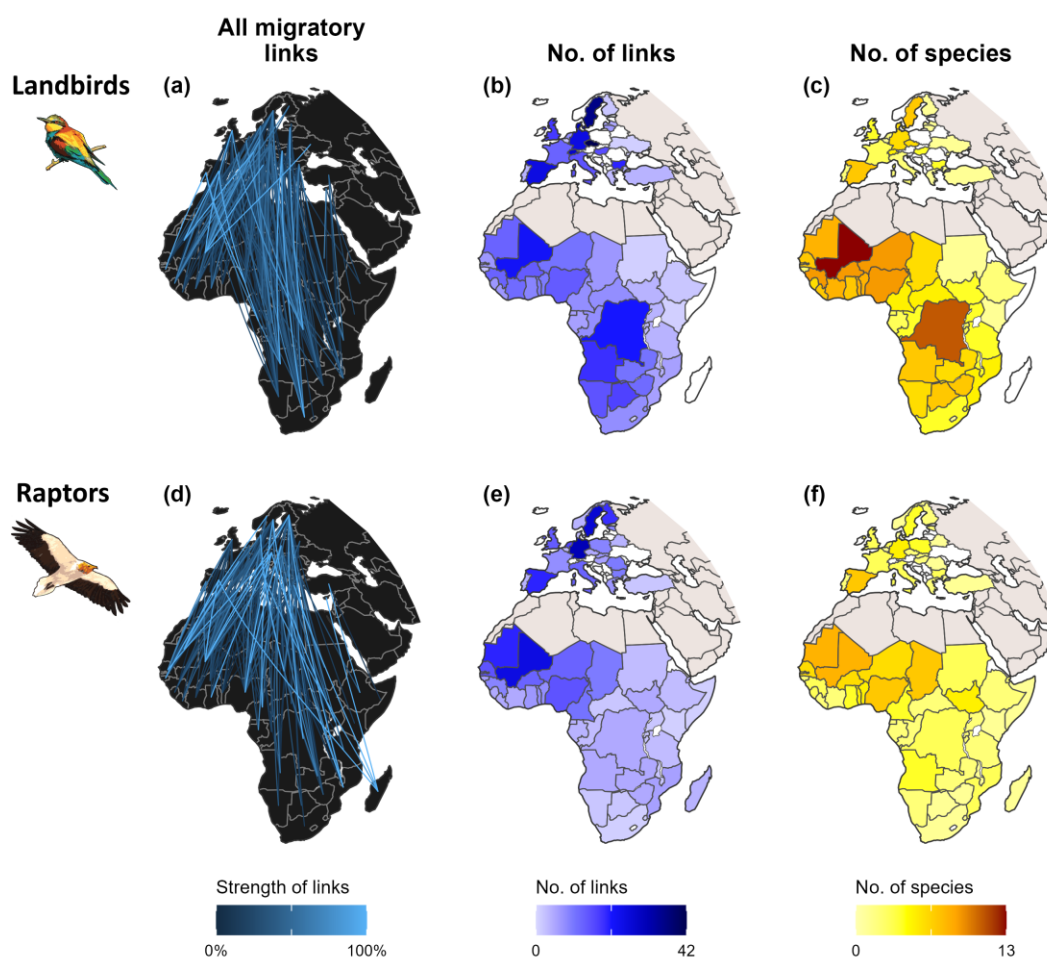 All migratory
links
No. of links
No. of species
Landbirds
(a)
(b)
(c)
Raptors
(d)
(e)
(f)
Strength of links
No. of links
No. of species
0%
100%
0
42
0
13